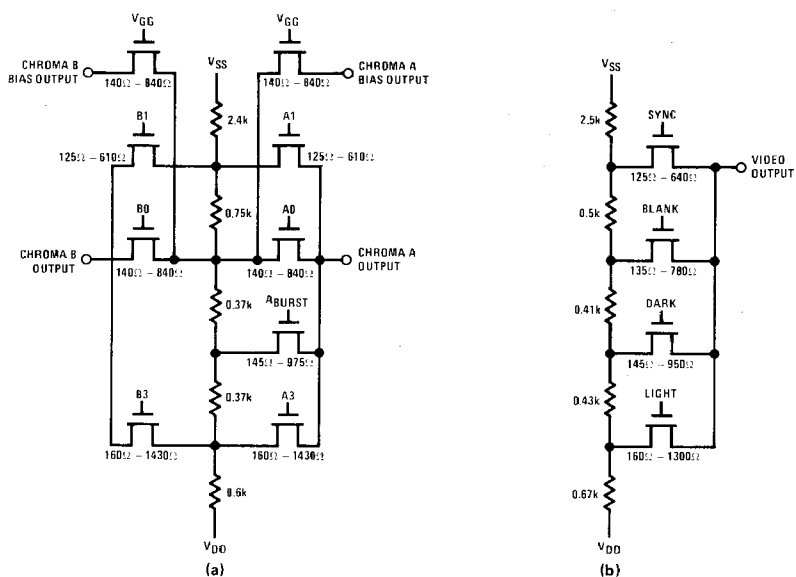 VGG
VGG
CHROMA B
BIAS OUTPUT
140Ω – 840Ω
VSS
140Ω – 840Ω
CHROMA A
BIAS OUTPUT
2.4k
B1
A1
125Ω – 610Ω
125Ω – 610Ω
0.75k
B0
A0
CHROMA B
OUTPUT
140Ω – 840Ω
140Ω – 840Ω
CHROMA A
OUTPUT
0.37k
ABURST
145Ω – 975Ω
0.37k
B3
A3
160Ω – 1430Ω
160Ω – 1430Ω
0.6k
VDD
(a)
VSS
2.5k
SYNC
125Ω – 640Ω
VIDEO
OUTPUT
0.5k
BLANK
135Ω – 780Ω
0.41k
DARK
145Ω – 950Ω
0.43k
LIGHT
160Ω – 1300Ω
0.67k
VDD
(b)